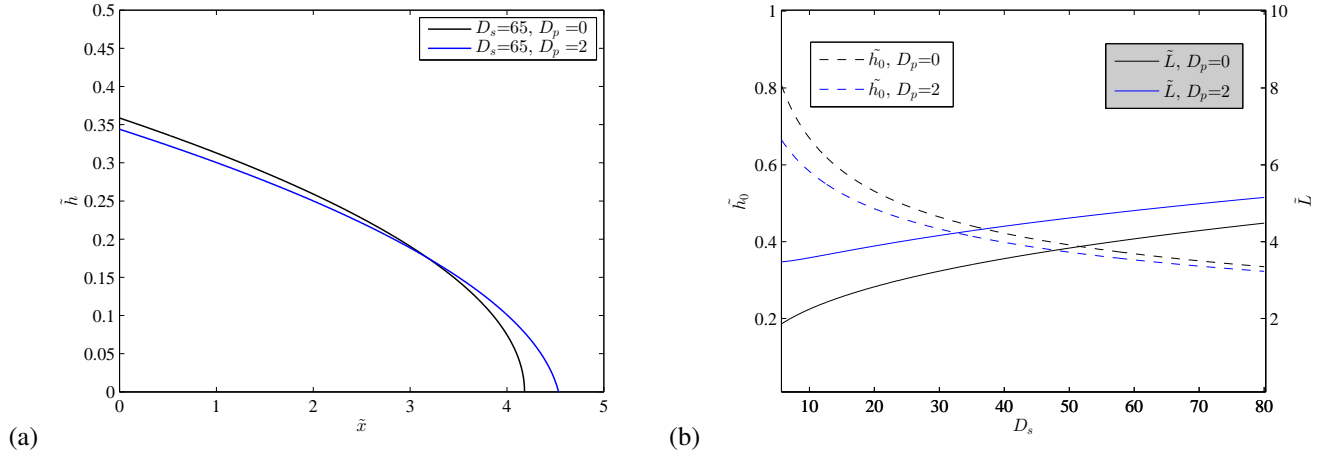 0.5
0.45
0.4
0.35
0.3
0.25
0.2
0.15
0.1
0.05
0
h̃
D_s=65, D_p =0
D_s=65, D_p =2
0 1 2 3 4 5
x̃
(a)
1
0.8
0.6
0.4
0.2
h̃_0
h̃_0, D_p=0
h̃_0, D_p=2
L̃, D_p=0
L̃, D_p=2
10
8
6
4
2
L̃
10 20 30 40 50 60 70 80
D_s
(b)